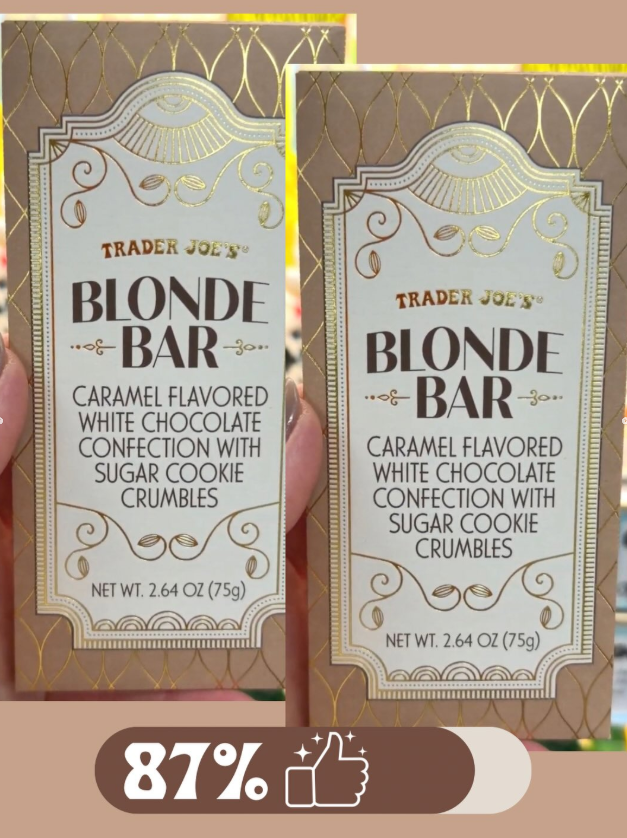 TRADER JOE'S®
BLONDE
BAR
CARAMEL FLAVORED
WHITE CHOCOLATE
CONFECTION WITH
SUGAR COOKIE
CRUMBLES
NET WT. 2.64 OZ (75g)
TRADER JOE'S®
BLONDE
BAR
CARAMEL FLAVORED
WHITE CHOCOLATE
CONFECTION WITH
SUGAR COOKIE
CRUMBLES
NET WT. 2.64 OZ (75g)
87%